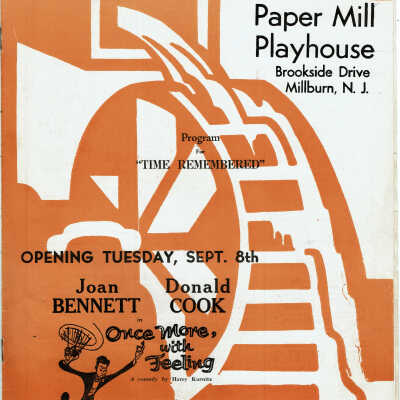 Paper Mill
Playhouse
Brookside Drive
Millburn, N. J.
Program
For
"TIME REMEMBERED"
OPENING TUESDAY, SEPT. 8th
Joan Donald
BENNETT COOK
in
Once More,
with
Feeling
A comedy by Harry Kurnitz